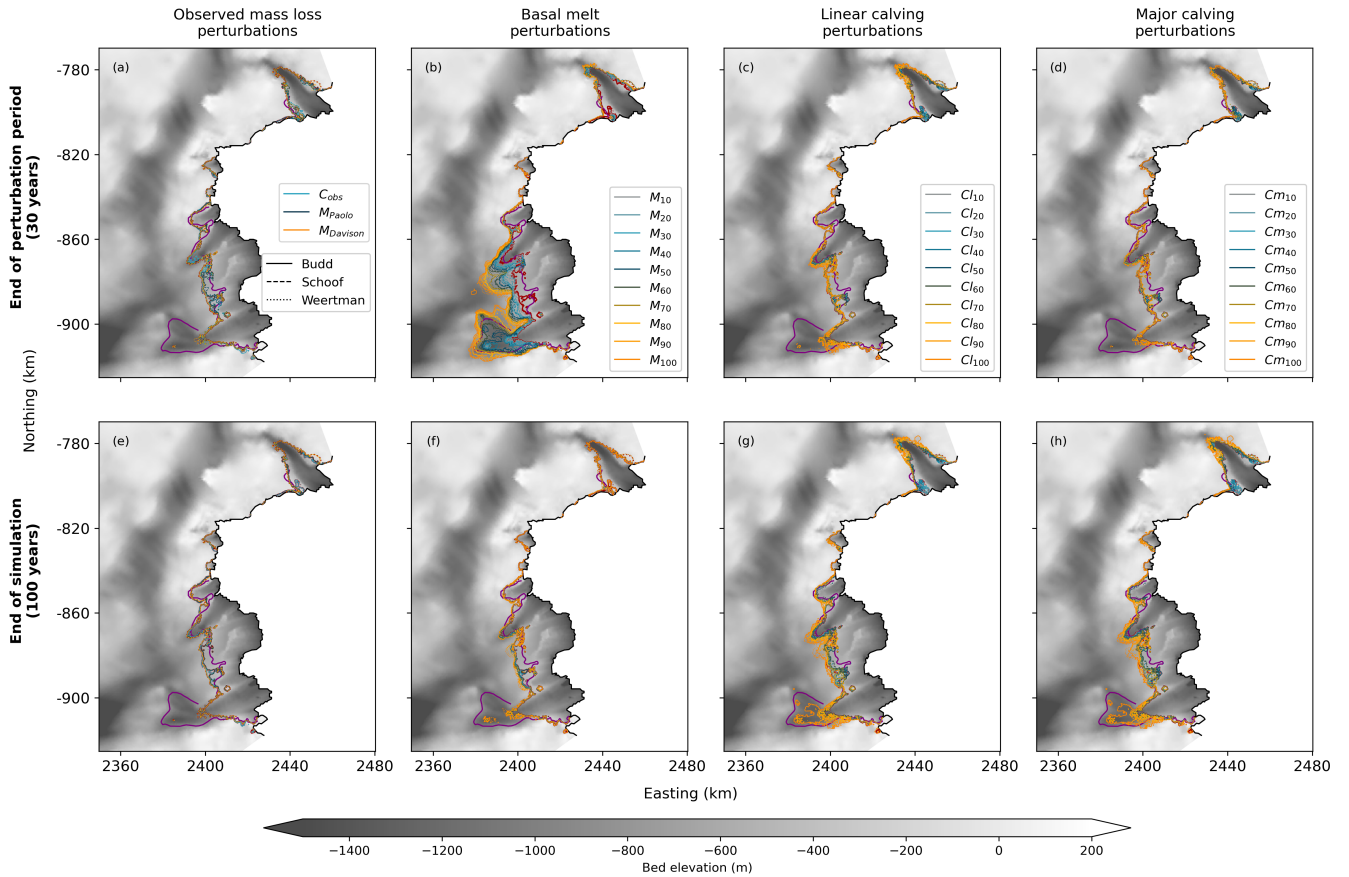 Observed mass loss
perturbations
Basal melt
perturbations
Linear calving
perturbations
Major calving
perturbations
End of perturbation period
(30 years)
-780
-820
-860
-900
(a)
C_obs
M_Paolo
M_Davison
Budd
Schoof
Weertman
(b)
M_10
M_20
M_30
M_40
M_50
M_60
M_70
M_80
M_90
M_100
(c)
Cl_10
Cl_20
Cl_30
Cl_40
Cl_50
Cl_60
Cl_70
Cl_80
Cl_90
Cl_100
(d)
Cm_10
Cm_20
Cm_30
Cm_40
Cm_50
Cm_60
Cm_70
Cm_80
Cm_90
Cm_100
Northing (km)
End of simulation
(100 years)
-780
-820
-860
-900
(e)
(f)
(g)
(h)
2360 2400 2440 2480
2360 2400 2440 2480
2360 2400 2440 2480
2360 2400 2440 2480
Easting (km)
−1400 −1200 −1000 −800 −600 −400 −200 0 200
Bed elevation (m)